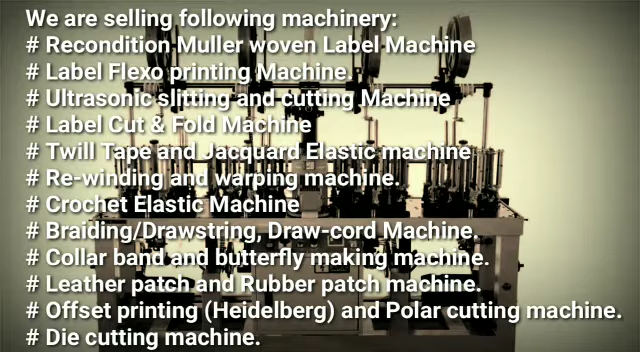 We are selling following machinery:
# Recondition Muller woven Label Machine
# Label Flexo printing Machine.
# Ultrasonic slitting and cutting Machine
# Label Cut & Fold Machine
# Twill Tape and Jacquard Elastic machine
# Re-winding and warping machine.
# Crochet Elastic Machine
# Braiding/Drawstring, Draw-cord Machine.
# Collar band and butterfly making machine.
# Leather patch and Rubber patch machine.
# Offset printing (Heidelberg) and Polar cutting machine.
# Die cutting machine.